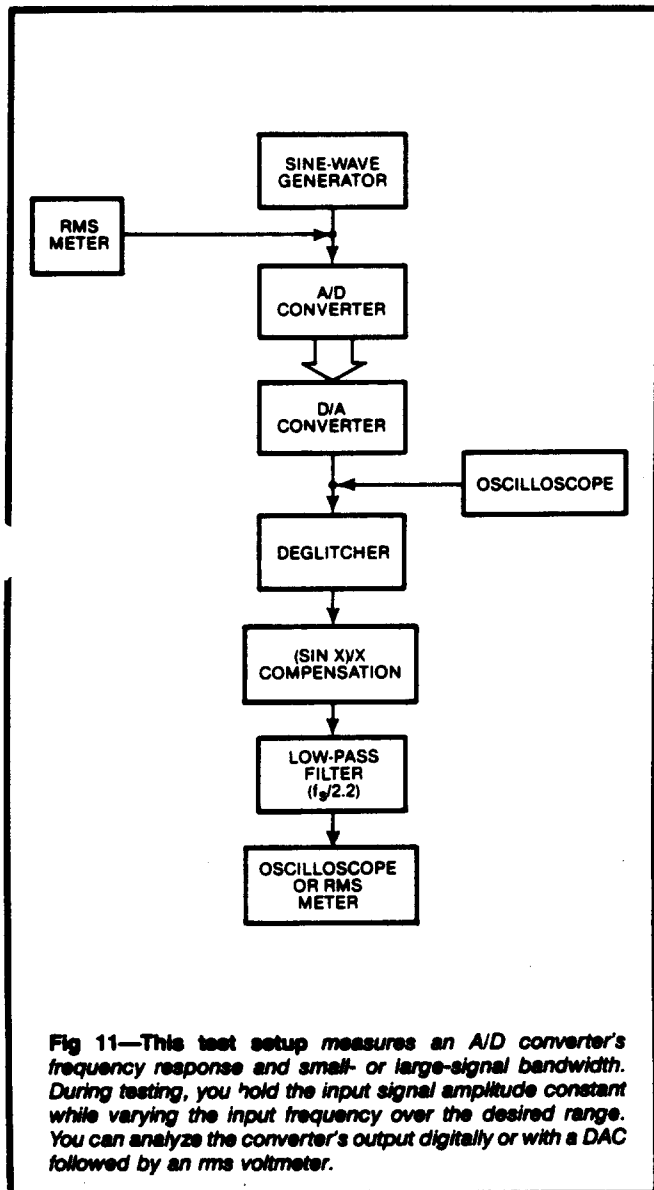 SINE-WAVE
GENERATOR
RMS
METER
A/D
CONVERTER
D/A
CONVERTER
OSCILLOSCOPE
DEGLITCHER
(SIN X)/X
COMPENSATION
LOW-PASS
FILTER
(fs/2.2)
OSCILLOSCOPE
OR RMS
METER
Fig 11—This test setup measures an A/D converter's
frequency response and small- or large-signal bandwidth.
During testing, you hold the input signal amplitude constant
while varying the input frequency over the desired range.
You can analyze the converter's output digitally or with a DAC
followed by an rms voltmeter.